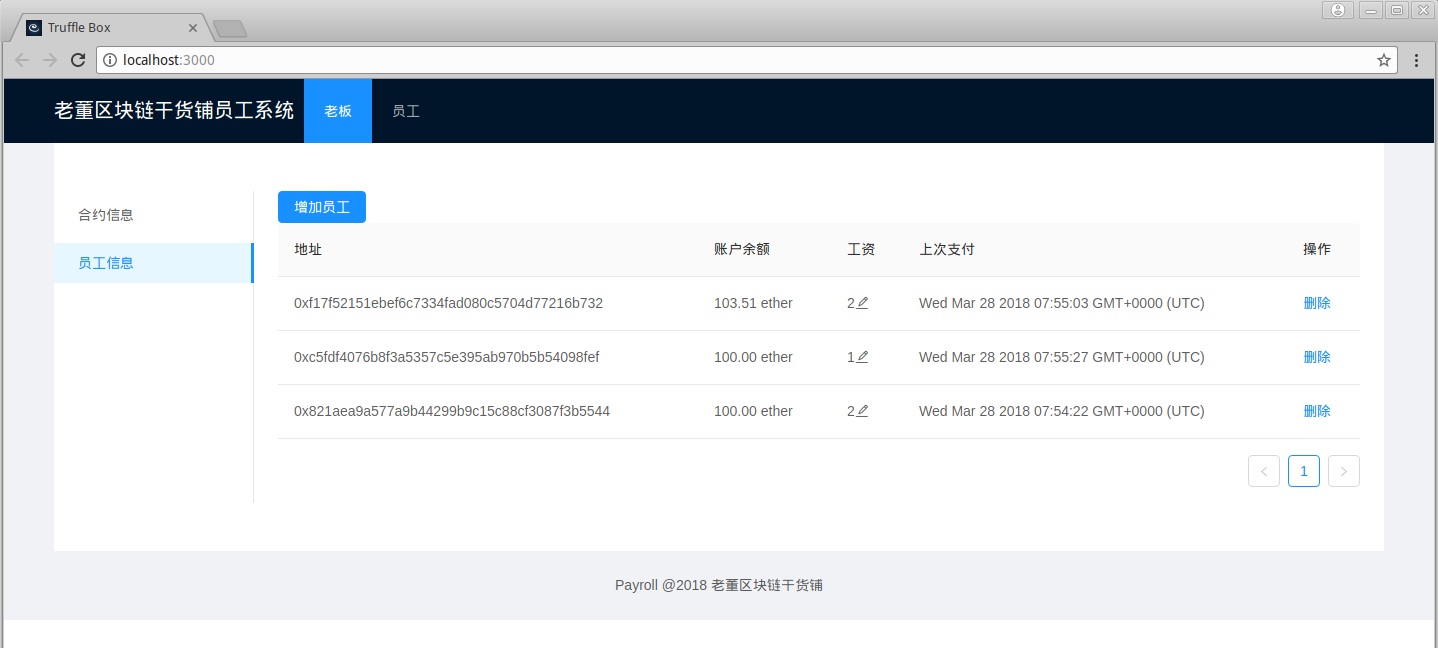 Truffle Box
localhost:3000
老董区块链干货铺员工系统 老板 员工
合约信息
员工信息
增加员工
地址 账户余额 工资 上次支付 操作
0xf17f52151ebef6c7334fad080c5704d77216b732 103.51 ether 2 Wed Mar 28 2018 07:55:03 GMT+0000 (UTC) 删除
0xc5fdf4076b8f3a5357c5e395ab970b5b54098fef 100.00 ether 1 Wed Mar 28 2018 07:55:27 GMT+0000 (UTC) 删除
0x821aea9a577a9b44299b9c15c88cf3087f3b5544 100.00 ether 2 Wed Mar 28 2018 07:54:22 GMT+0000 (UTC) 删除
1
Payroll @2018 老董区块链干货铺